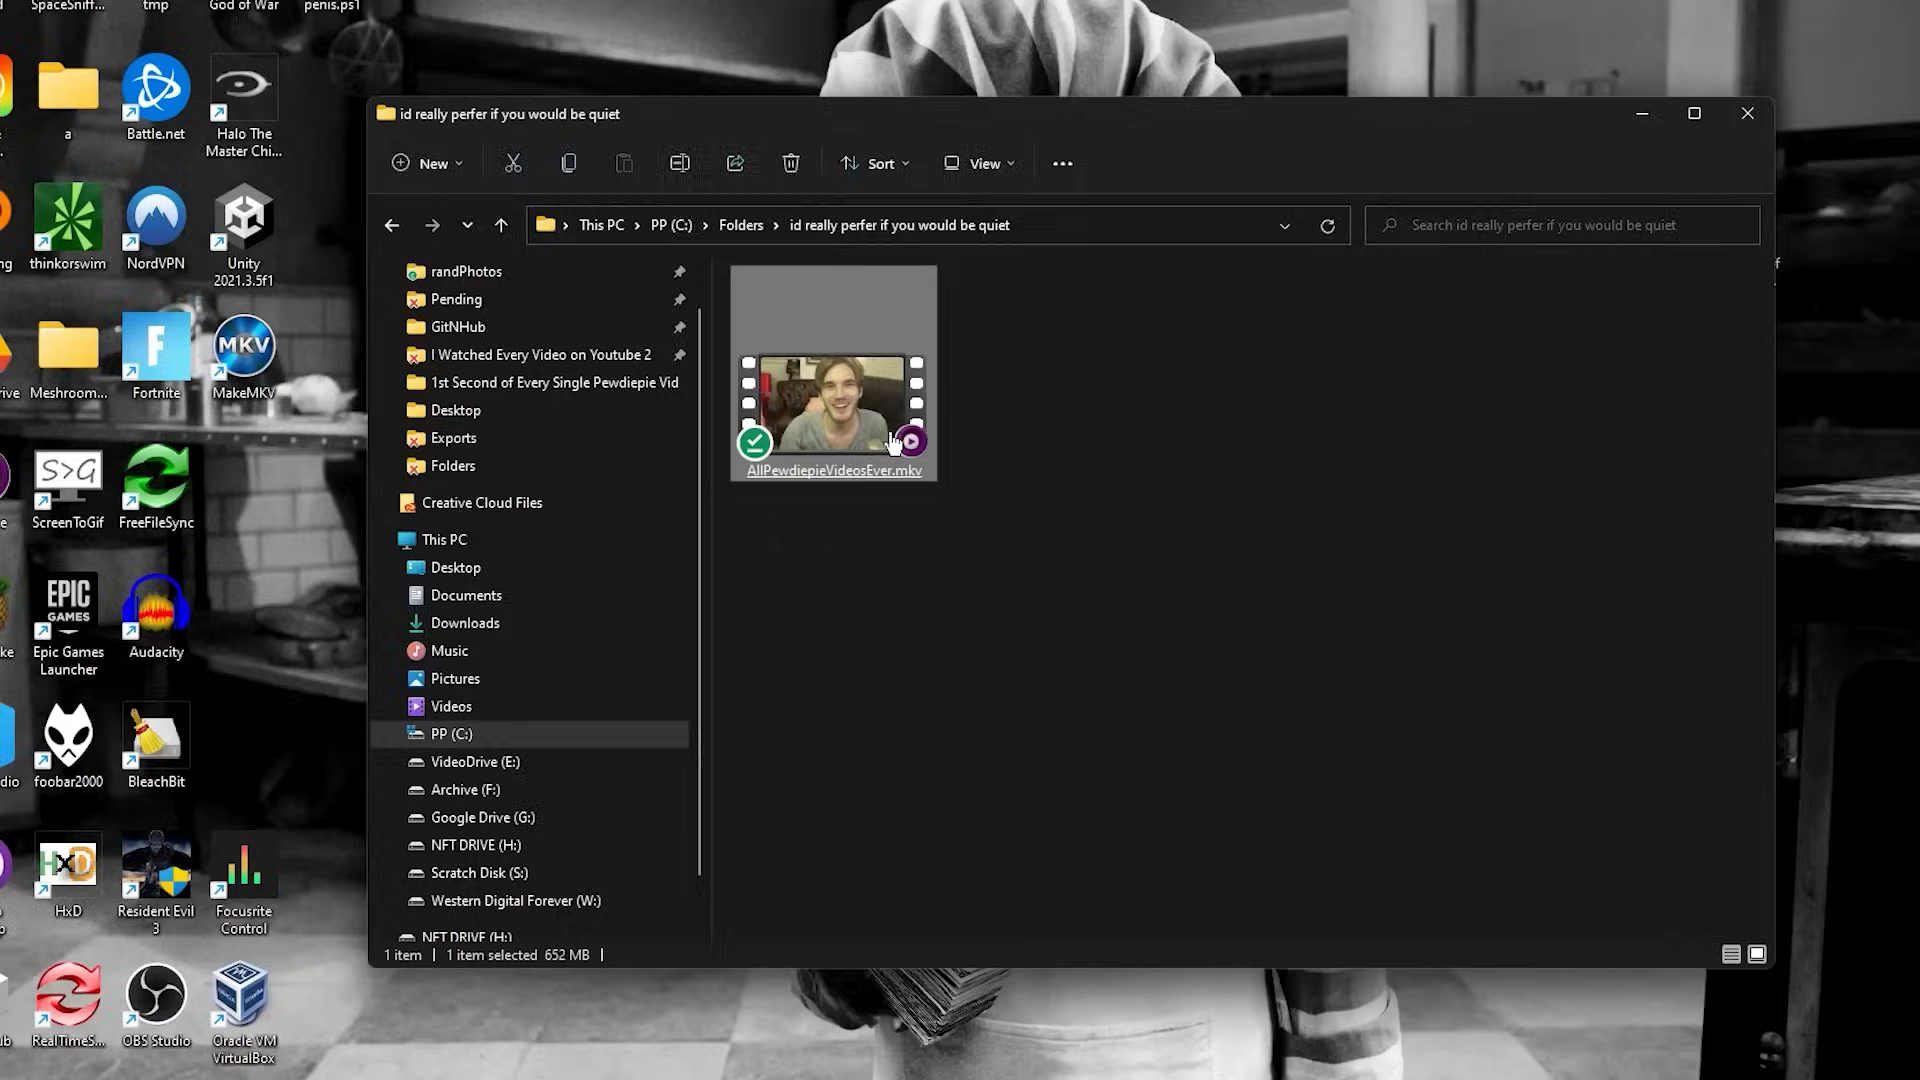 SpaceSniff...
tmp
God of War
penis.ps1
a
Battle.net
Halo The
Master Chi...
thinkorswim
NordVPN
Unity
2021.3.5f1
Meshroom...
Fortnite
MKV
MakeMKV
S>G
ScreenToGif
FreeFileSync
EPIC
GAMES
Epic Games
Launcher
Audacity
foobar2000
BleachBit
HxD
HxD
Resident Evil
3
Focusrite
Control
RealTimeS...
OBS Studio
Oracle VM
VirtualBox
id really perfer if you would be quiet
New
Sort
View
This PC > PP (C:) > Folders > id really perfer if you would be quiet
Search id really perfer if you would be quiet
randPhotos
Pending
GitNHub
I Watched Every Video on Youtube 2
1st Second of Every Single Pewdiepie Vid
Desktop
Exports
Folders
Creative Cloud Files
This PC
Desktop
Documents
Downloads
Music
Pictures
Videos
PP (C:)
VideoDrive (E:)
Archive (F:)
Google Drive (G:)
NFT DRIVE (H:)
Scratch Disk (S:)
Western Digital Forever (W:)
NFT DRIVE (H:)
AllPewdiepieVideosEver.mkv
1 item
1 item selected 652 MB